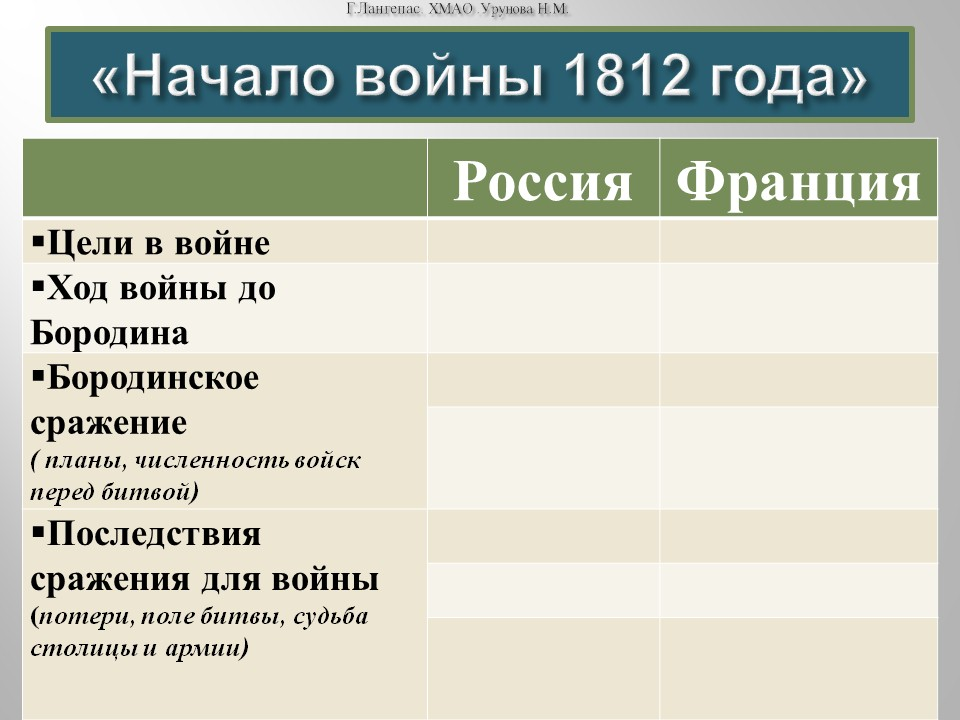 Г.Лангепас ХМАО Урунова Н.М.
«Начало войны 1812 года»
Россия Франция
▪Цели в войне
▪Ход войны до
Бородина
▪Бородинское
сражение
( планы, численность войск
перед битвой)
▪Последствия
сражения для войны
(потери, поле битвы, судьба
столицы и армии)